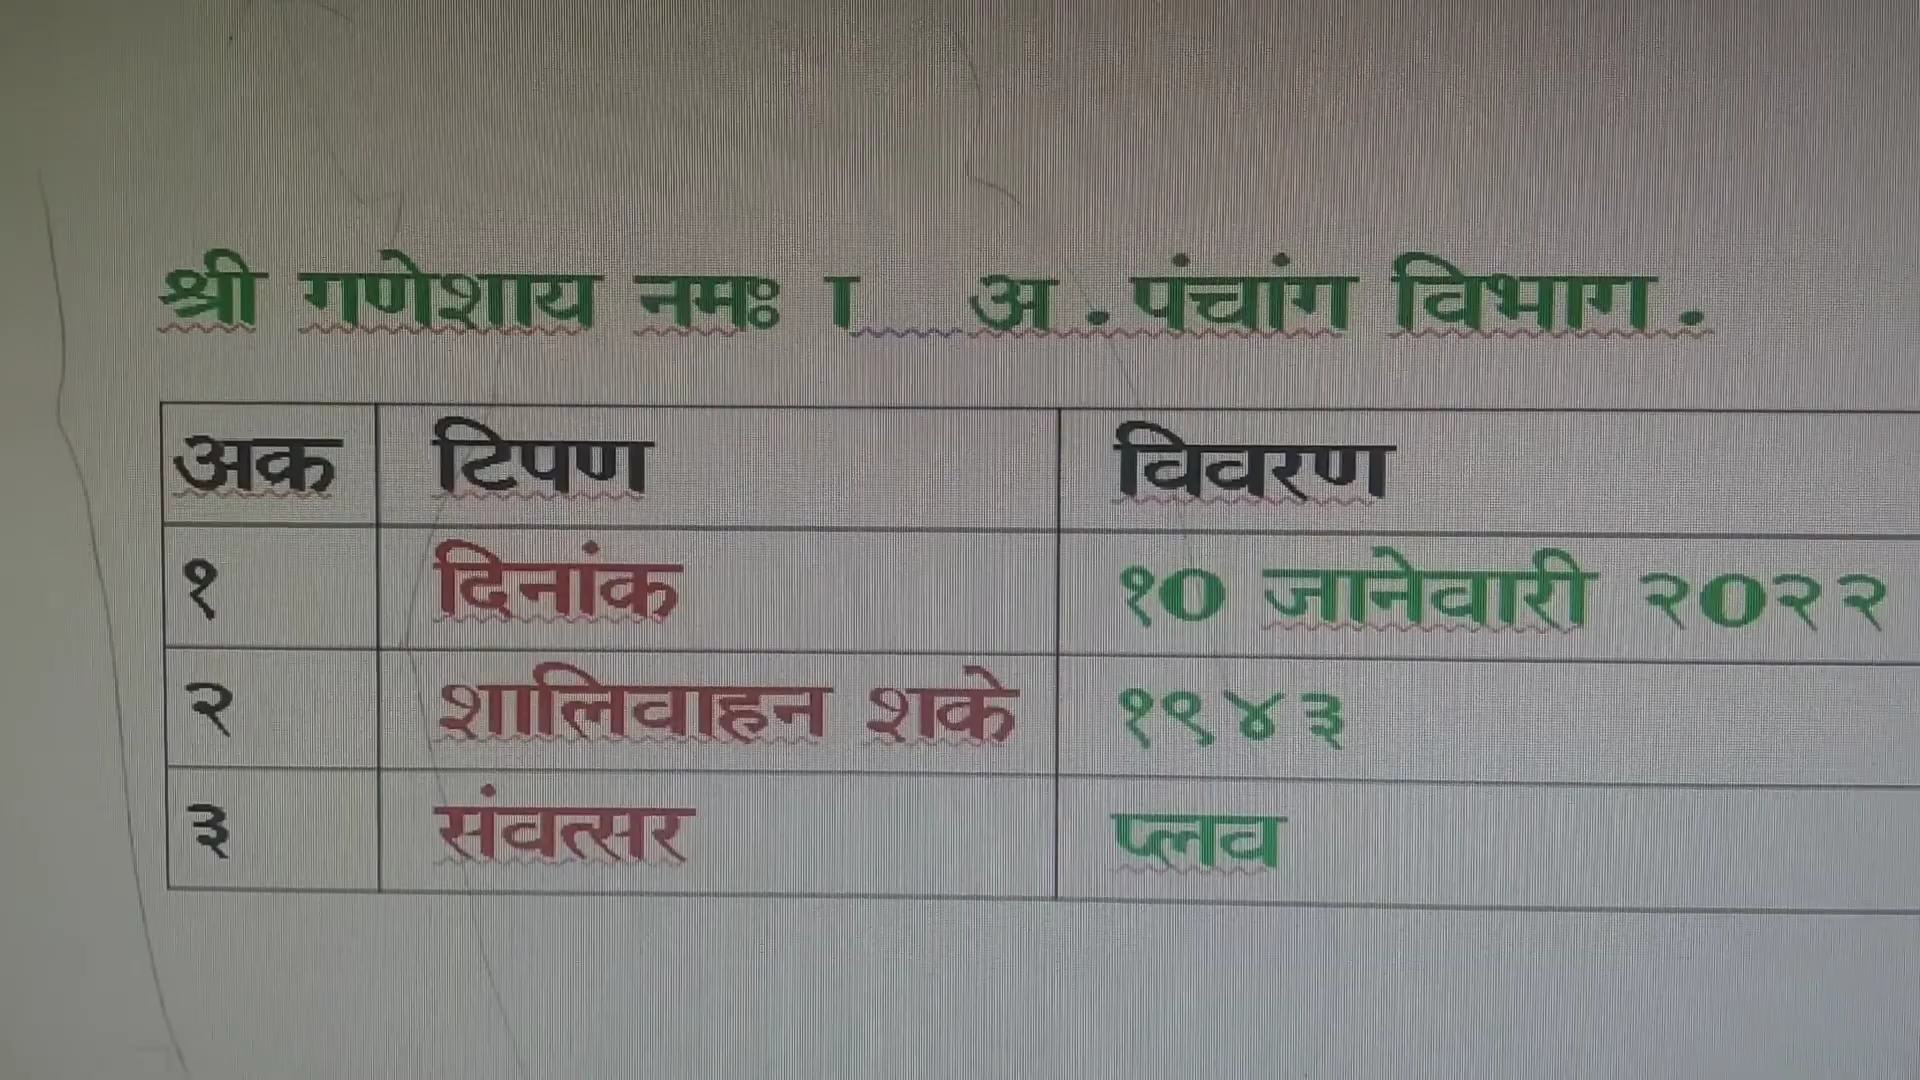 श्री गणेशाय नमः । अ . पंचांग विभाग .
अक्र टिपण विवरण
१ दिनांक १० जानेवारी २०२२
२ शालिवाहन शके १९४३
३ संवत्सर प्लव